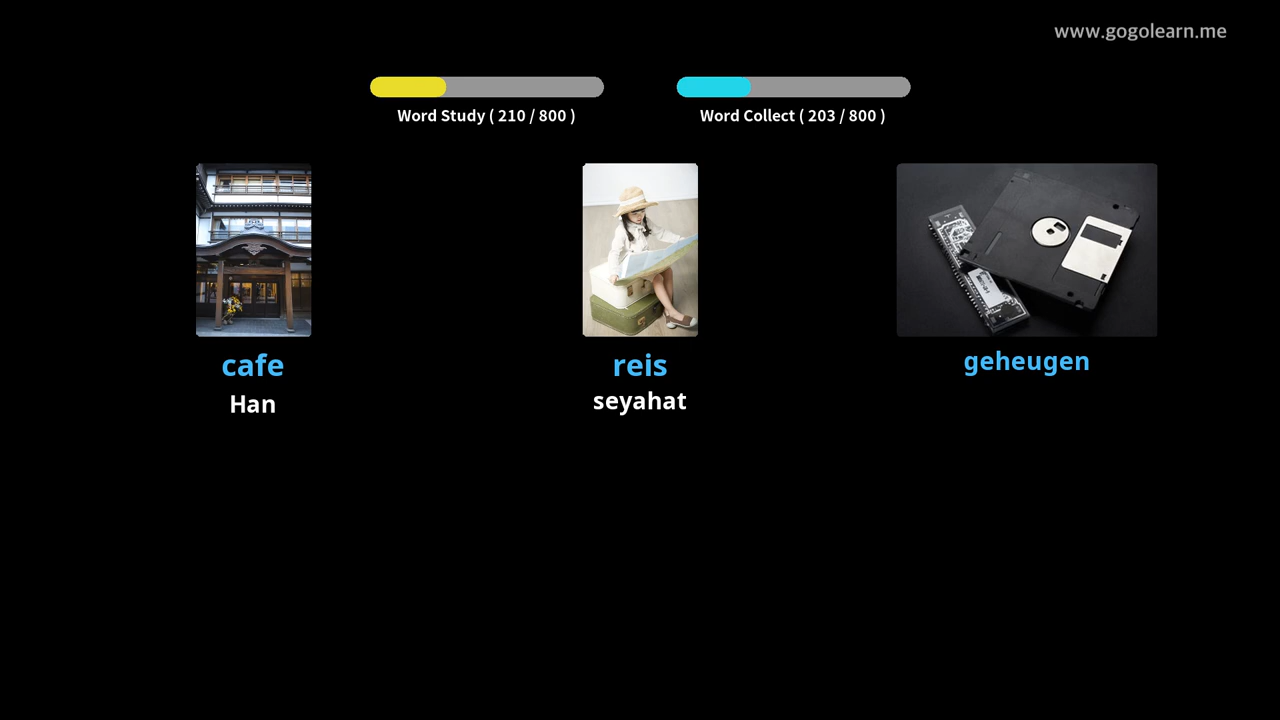 www.gogolearn.me
Word Study ( 210 / 800 )
Word Collect ( 203 / 800 )
cafe
Han
reis
seyahat
geheugen